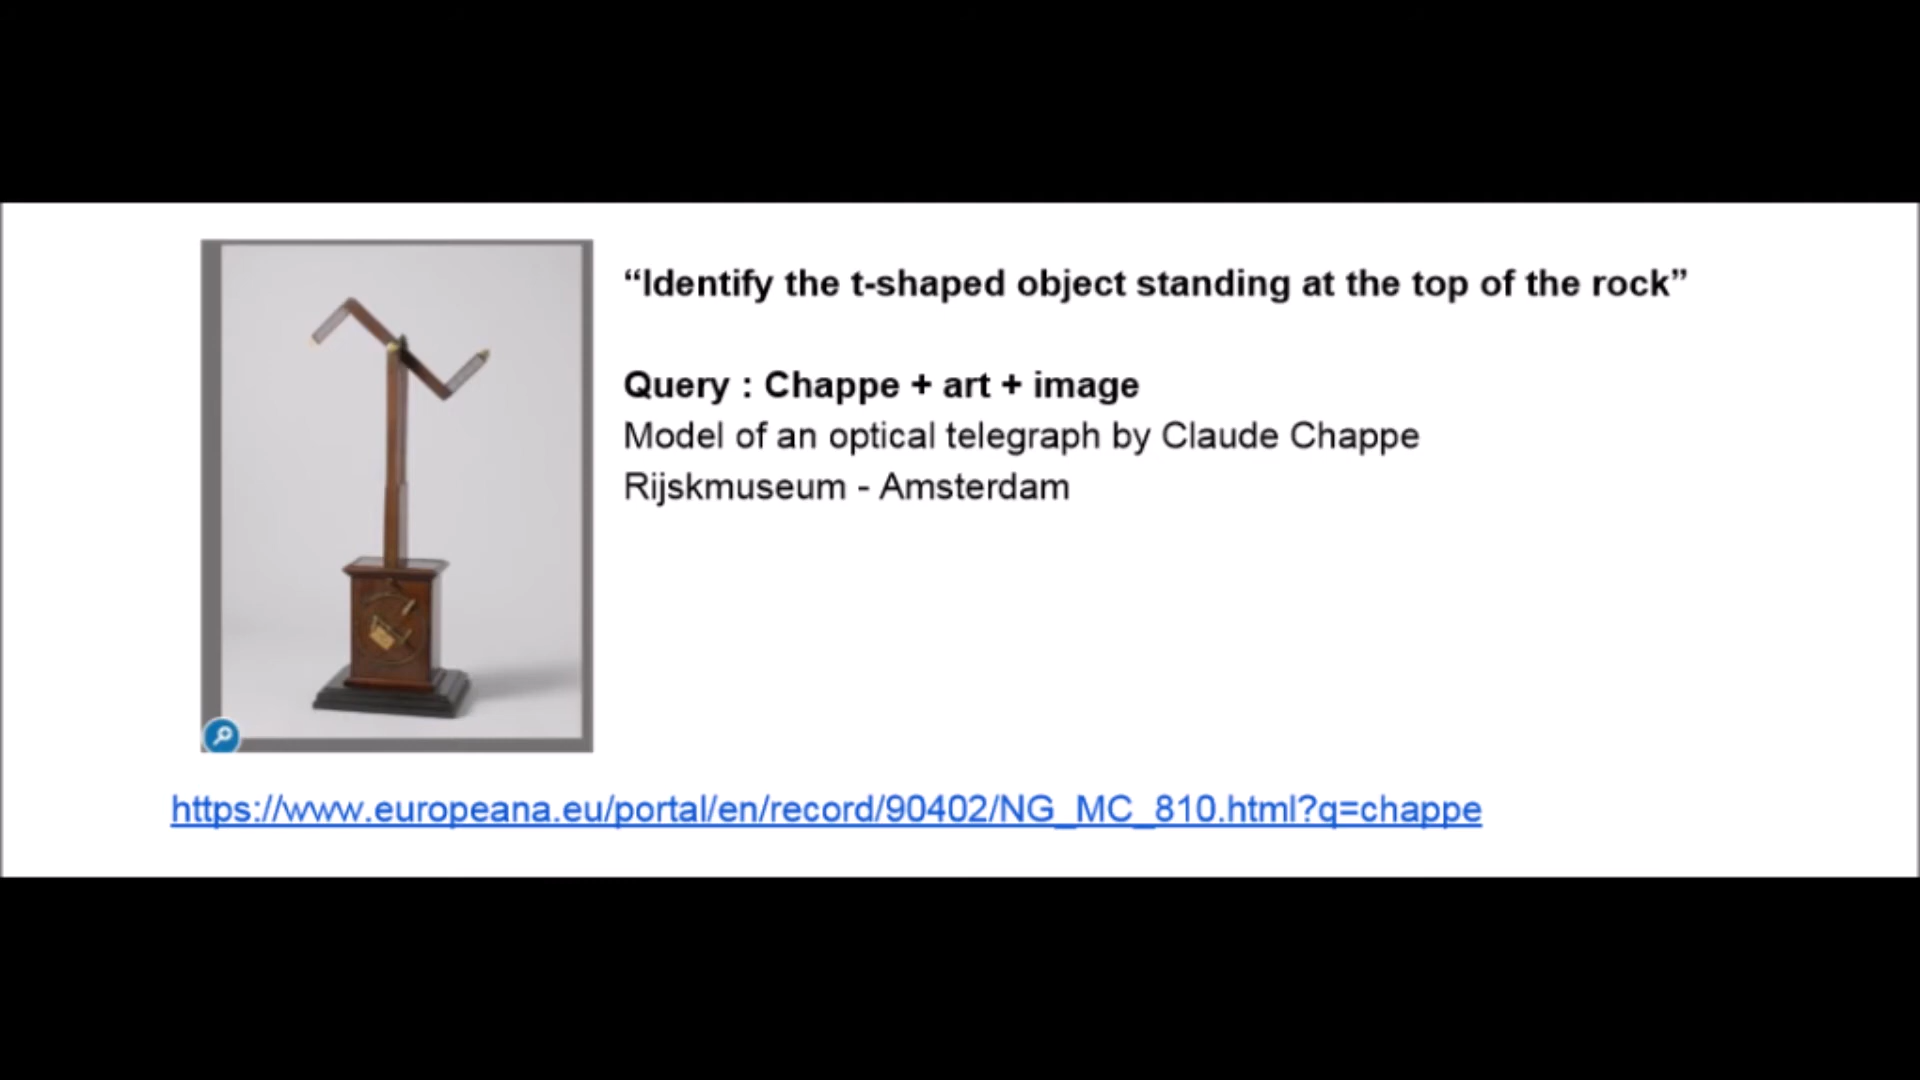 “Identify the t-shaped object standing at the top of the rock”
Query : Chappe + art + image
Model of an optical telegraph by Claude Chappe
Rijskmuseum - Amsterdam
https://www.europeana.eu/portal/en/record/90402/NG_MC_810.html?q=chappe